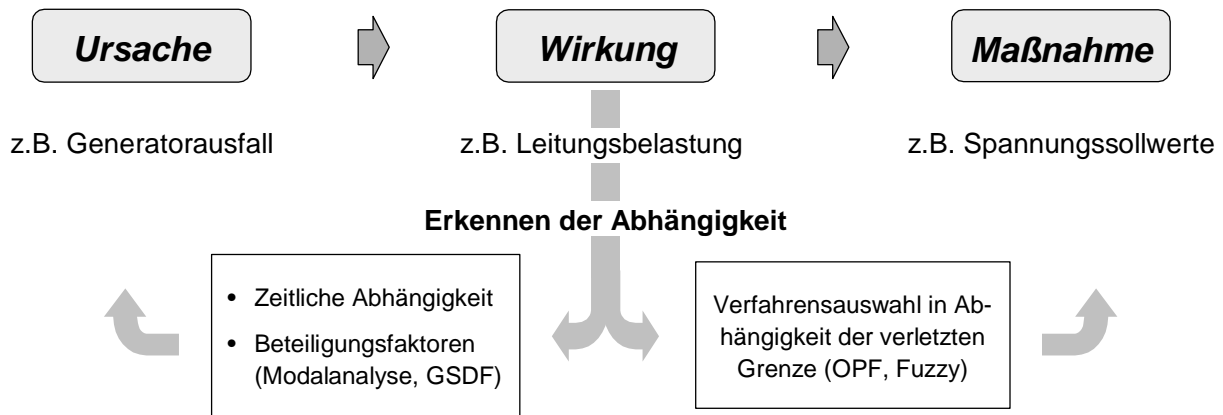 Ursache
Wirkung
Maßnahme
z.B. Generatorausfall
z.B. Leitungsbelastung
z.B. Spannungssollwerte
Erkennen der Abhängigkeit
• Zeitliche Abhängigkeit
• Beteiligungsfaktoren
(Modalanalyse, GSDF)
Verfahrensauswahl in Ab-
hängigkeit der verletzten
Grenze (OPF, Fuzzy)